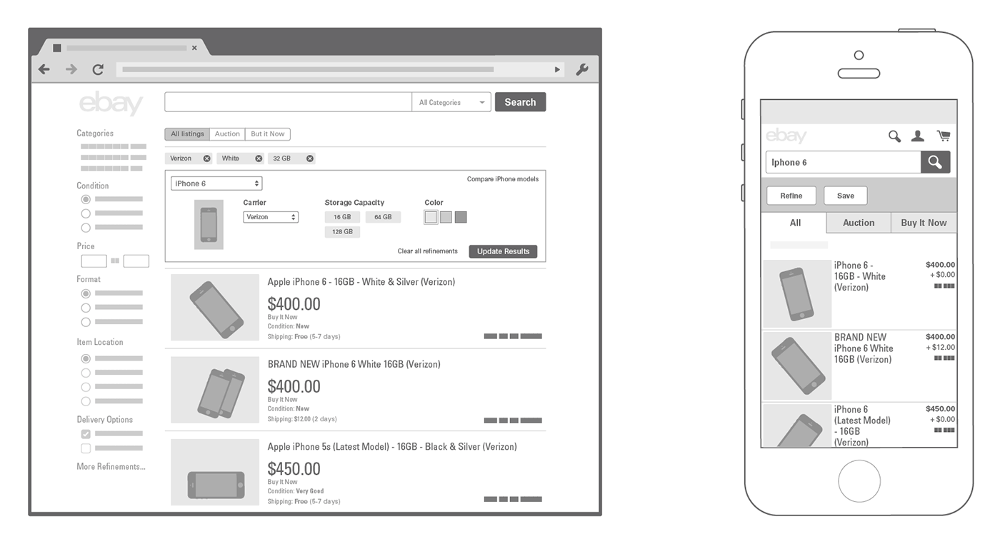 ebay
All Categories
Search
Categories
Condition
Price
Format
Item Location
Delivery Options
More Refinements...
All listings
Auction
But it Now
Verizon
White
32 GB
iPhone 6
Compare iPhone models
Carrier
Verizon
Storage Capacity
16 GB
64 GB
128 GB
Color
Clear all refinements
Update Results
Apple iPhone 6 - 16GB - White & Silver (Verizon)
$400.00
Buy It Now
Condition: New
Shipping: Free (5-7 days)
BRAND NEW iPhone 6 White 16GB (Verizon)
$400.00
Buy It Now
Condition: New
Shipping: $12.00 (2 days)
Apple iPhone 5s (Latest Model) - 16GB - Black & Silver (Verizon)
$450.00
Buy It Now
Condition: Very Good
Shipping: Free (5-7 days)
ebay
Iphone 6
Refine
Save
All
Auction
Buy It Now
iPhone 6 -
16GB - White
(Verizon)
$400.00
+ $0.00
BRAND NEW
iPhone 6 White
16GB (Verizon)
$400.00
+ $12.00
iPhone 6
(Latest Model)
- 16GB
(Verizon)
$450.00
+ $0.00